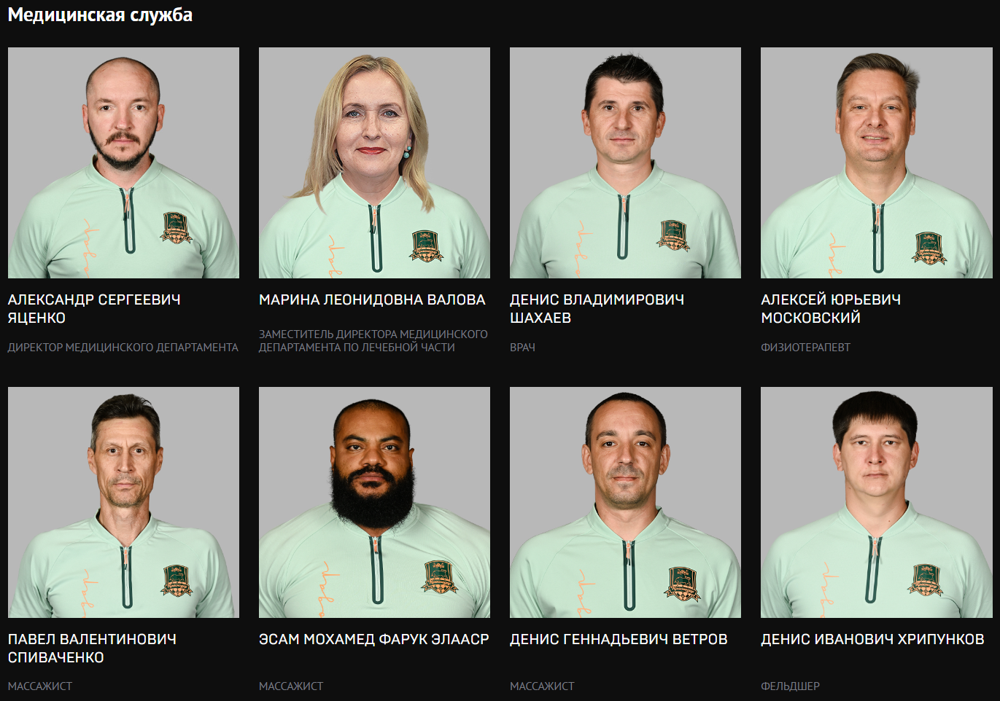 Медицинская служба
АЛЕКСАНДР СЕРГЕЕВИЧ
ЯЦЕНКО
ДИРЕКТОР МЕДИЦИНСКОГО ДЕПАРТАМЕНТА
МАРИНА ЛЕОНИДОВНА ВАЛОВА
ЗАМЕСТИТЕЛЬ ДИРЕКТОРА МЕДИЦИНСКОГО
ДЕПАРТАМЕНТА ПО ЛЕЧЕБНОЙ ЧАСТИ
ДЕНИС ВЛАДИМИРОВИЧ
ШАХАЕВ
ВРАЧ
АЛЕКСЕЙ ЮРЬЕВИЧ
МОСКОВСКИЙ
ФИЗИОТЕРАПЕВТ
ПАВЕЛ ВАЛЕНТИНОВИЧ
СПИВАЧЕНКО
МАССАЖИСТ
ЭСАМ МОХАМЕД ФАРУК ЭЛААСР
МАССАЖИСТ
ДЕНИС ГЕННАДЬЕВИЧ ВЕТРОВ
МАССАЖИСТ
ДЕНИС ИВАНОВИЧ ХРИПУНКОВ
ФЕЛЬДШЕР